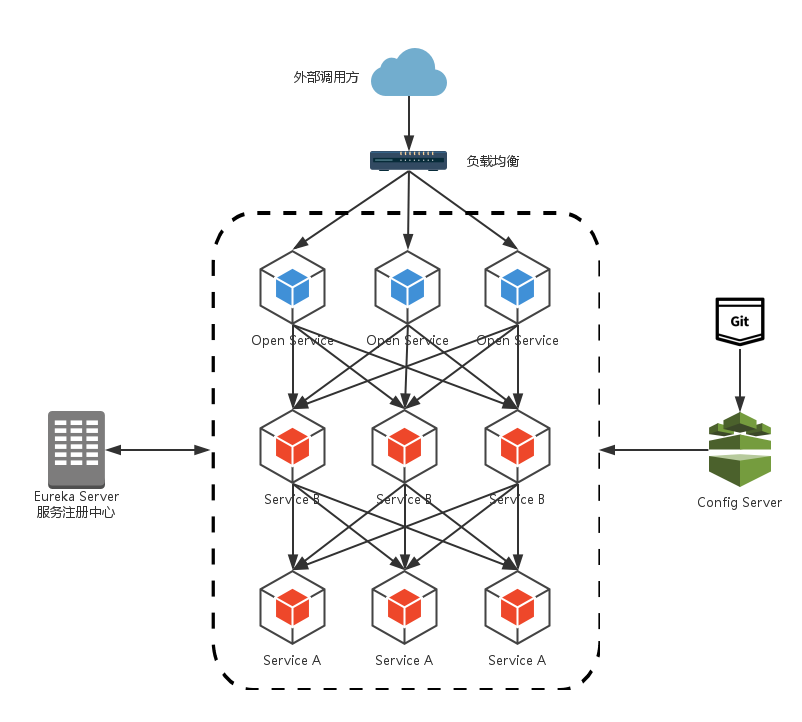 外部调用方
负载均衡
Open Service
Open Service
Open Service
Git
Service B
Service B
Service B
Eureka Server
服务注册中心
Config Server
Service A
Service A
Service A